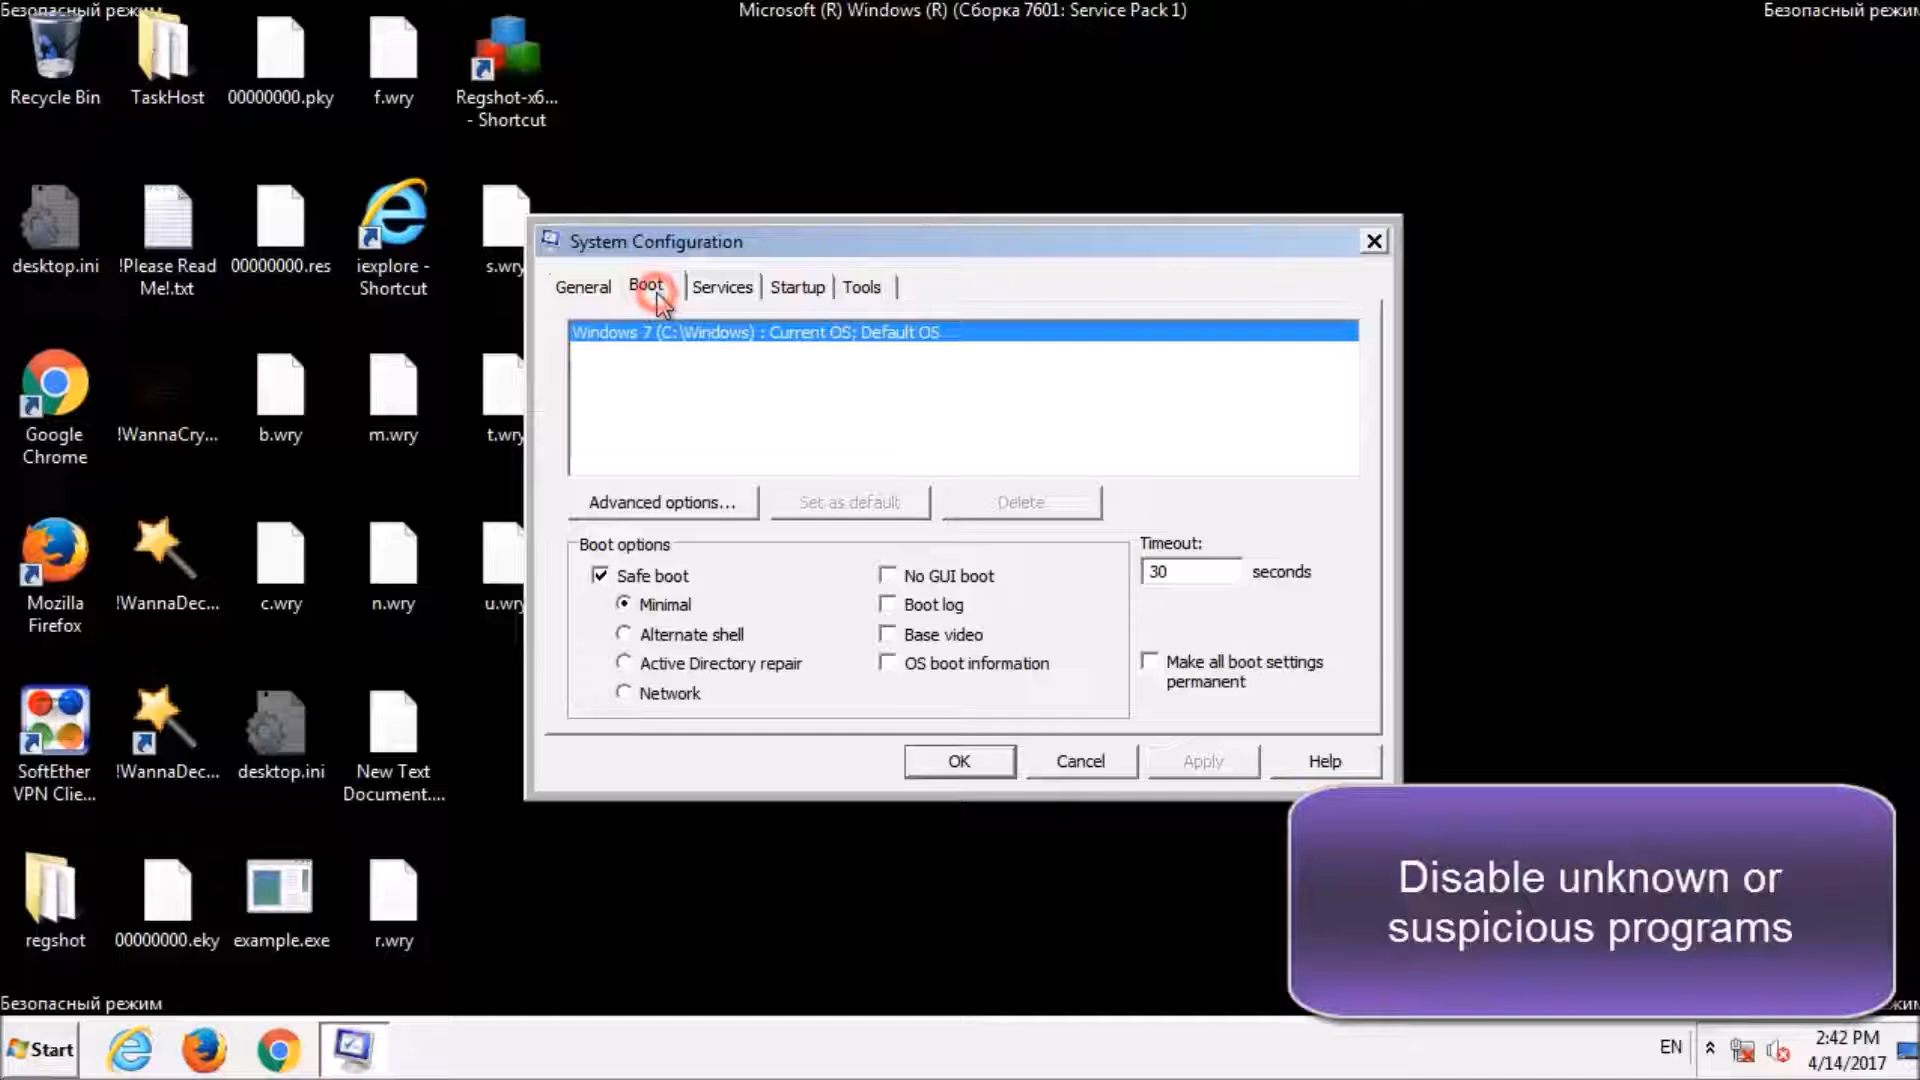 Безопасный режим
Microsoft (R) Windows (R) (Сборка 7601: Service Pack 1)
Безопасный режим
Recycle Bin
TaskHost
00000000.pky
f.wry
Regshot-x6...
- Shortcut
desktop.ini
!Please Read
Me!.txt
00000000.res
iexplore -
Shortcut
s.wry
Google
Chrome
!WannaCry...
b.wry
m.wry
t.wry
Mozilla
Firefox
!WannaDec...
c.wry
n.wry
u.wry
SoftEther
VPN Clie...
!WannaDec...
desktop.ini
New Text
Document....
regshot
00000000.eky
example.exe
r.wry
System Configuration
General
Boot
Services
Startup
Tools
Windows 7 (C:\Windows) : Current OS; Default OS
Advanced options...
Set as default
Delete
Boot options
Safe boot
Minimal
Alternate shell
Active Directory repair
Network
No GUI boot
Boot log
Base video
OS boot information
Timeout:
30
seconds
Make all boot settings
permanent
OK
Cancel
Apply
Help
Disable unknown or
suspicious programs
Безопасный режим
Start
EN
2:42 PM
4/14/2017